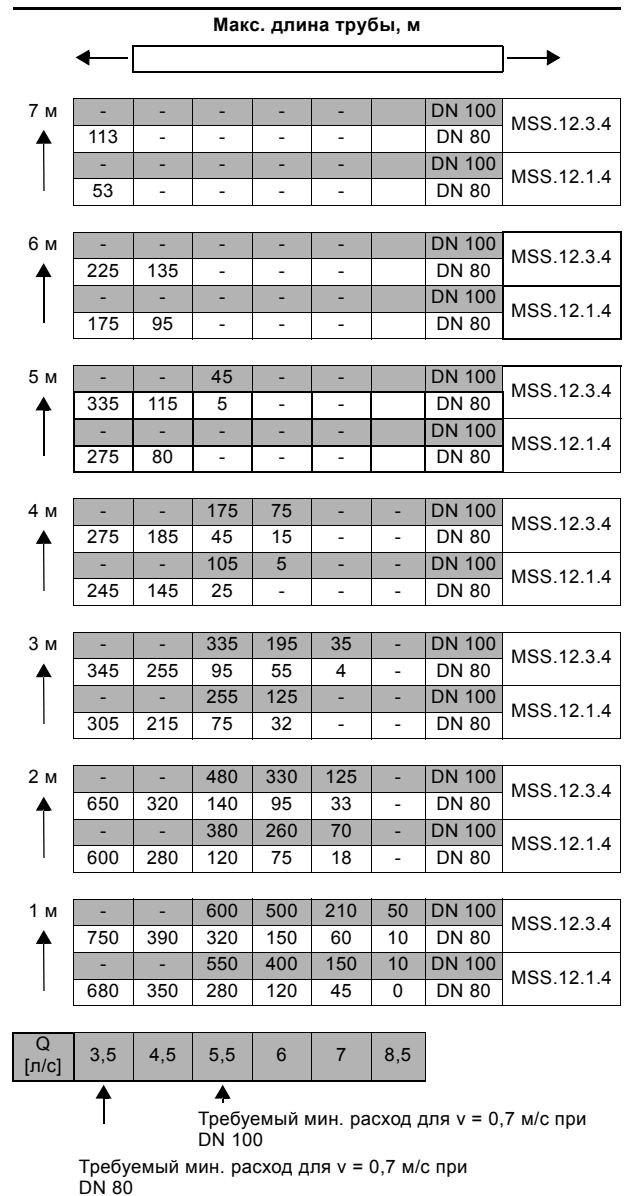 Макс. длина трубы, м
7 м - - - - - DN 100 MSS.12.3.4
113 - - - - DN 80
- - - - - DN 100 MSS.12.1.4
53 - - - - DN 80
6 м - - - - - DN 100 MSS.12.3.4
225 135 - - - DN 80
- - - - - DN 100 MSS.12.1.4
175 95 - - - DN 80
5 м - - 45 - - DN 100 MSS.12.3.4
335 115 5 - - DN 80
- - - - - DN 100 MSS.12.1.4
275 80 - - - DN 80
4 м - - 175 75 - - DN 100 MSS.12.3.4
275 185 45 15 - - DN 80
- - 105 5 - - DN 100 MSS.12.1.4
245 145 25 - - - DN 80
3 м - - 335 195 35 - DN 100 MSS.12.3.4
345 255 95 55 4 - DN 80
- - 255 125 - - DN 100 MSS.12.1.4
305 215 75 32 - - DN 80
2 м - - 480 330 125 - DN 100 MSS.12.3.4
650 320 140 95 33 - DN 80
- - 380 260 70 - DN 100 MSS.12.1.4
600 280 120 75 18 - DN 80
1 м - - 600 500 210 50 DN 100 MSS.12.3.4
750 390 320 150 60 10 DN 80
- - 550 400 150 10 DN 100 MSS.12.1.4
680 350 280 120 45 0 DN 80
Q [л/с] 3,5 4,5 5,5 6 7 8,5
Требуемый мин. расход для v = 0,7 м/с при
DN 100
Требуемый мин. расход для v = 0,7 м/с при
DN 80